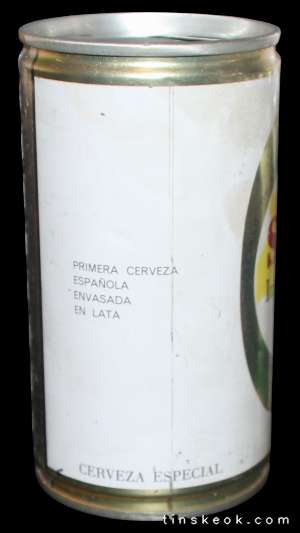 PRIMERA CERVEZA
ESPAÑOLA
ENVASADA
EN LATA
CERVEZA ESPECIAL
tinskeok.com